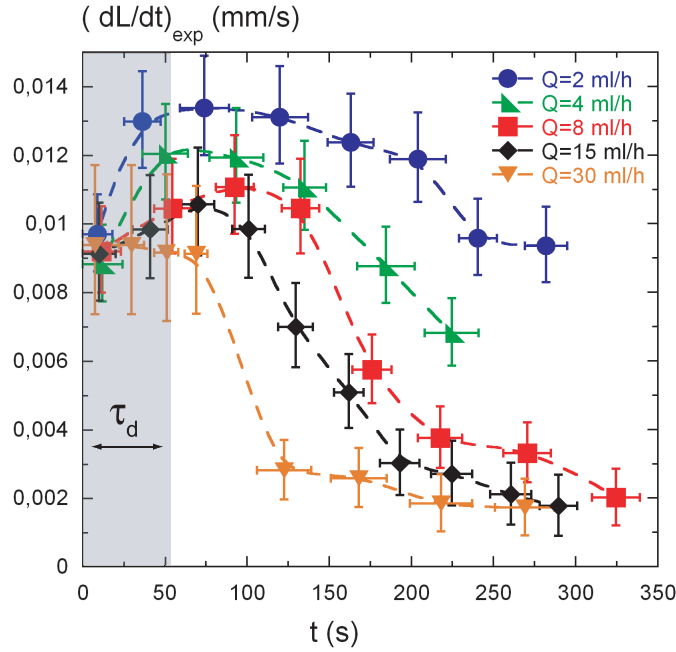 ( dL/dt)exp (mm/s)
0,014
0,012
0,01
0,008
0,006
0,004
0,002
0
Q=2 ml/h
Q=4 ml/h
Q=8 ml/h
Q=15 ml/h
Q=30 ml/h
τd
0 50 100 150 200 250 300 350
t (s)